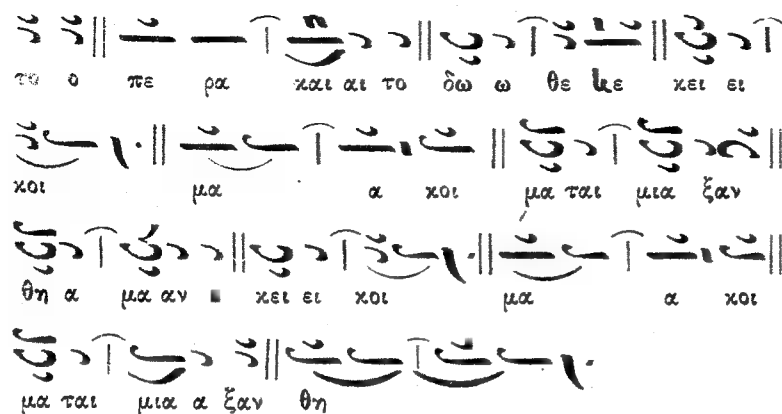 το ο πε ρα και αι το δω ω θε κε κει ει
κοι μα α κοι μα ται μια ξαν
θη α μα αν κει ει κοι μα α κοι
μα ται μια α ξαν θη